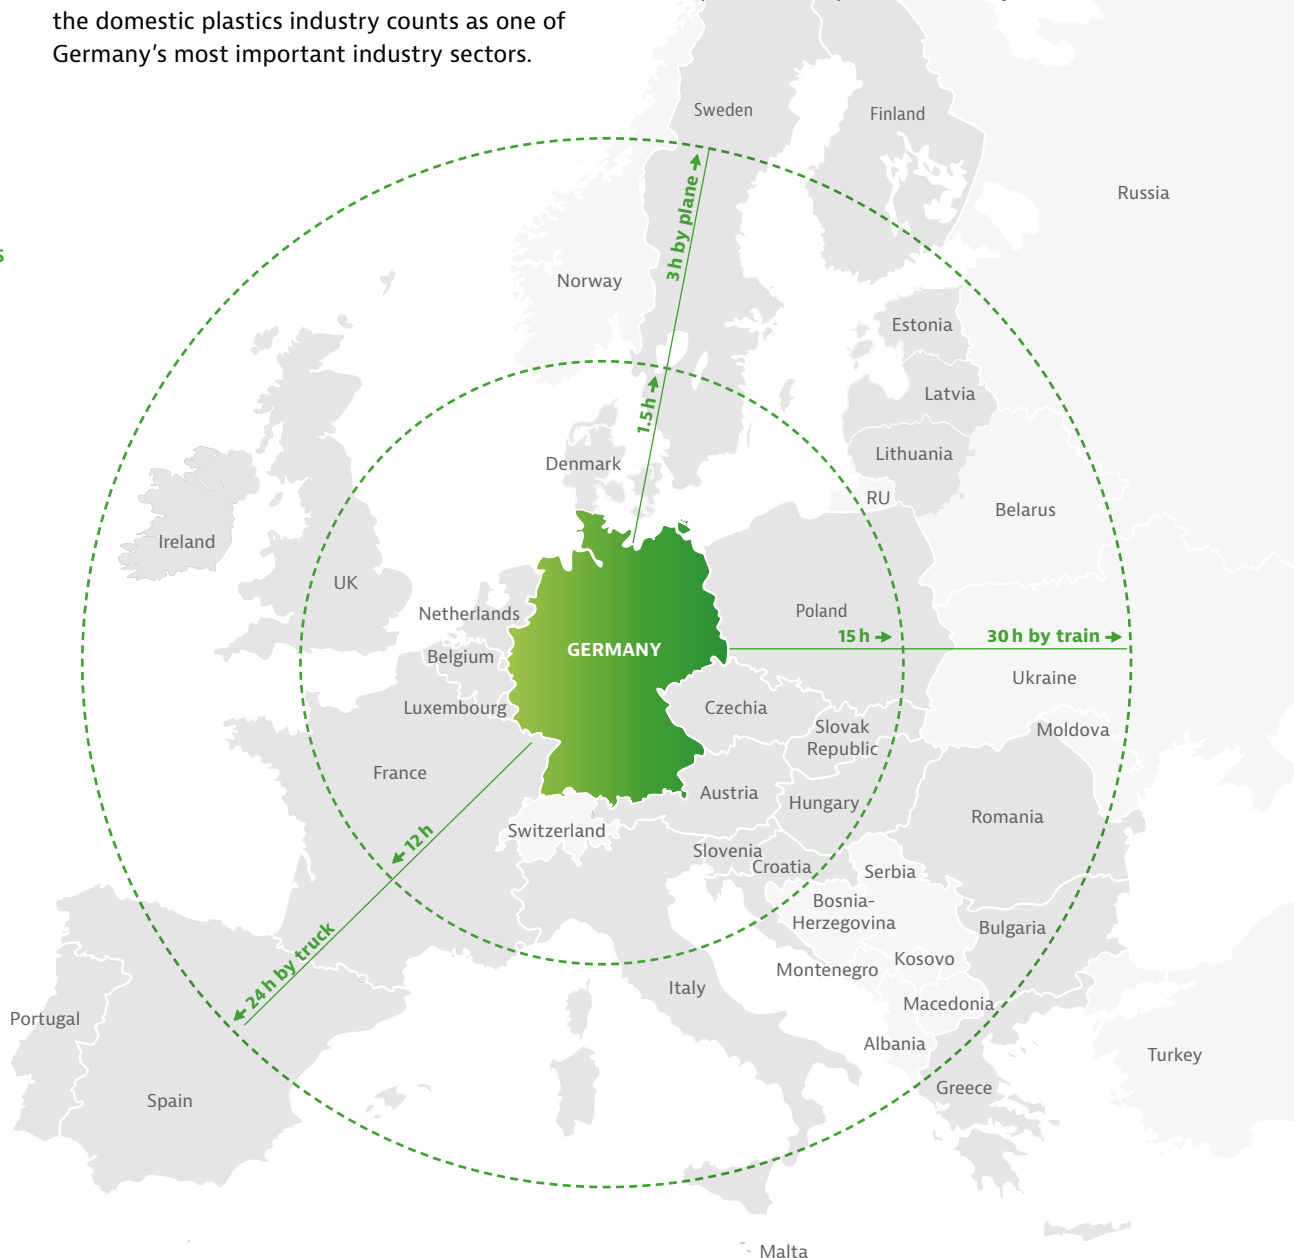 the domestic plastics industry counts as one of
Germany's most important industry sectors.
Sweden
Finland
Russia
3 h by plane
Norway
Estonia
1.5 h
Latvia
Denmark
Lithuania
RU
Belarus
Ireland
UK
Netherlands
Poland
15 h
30 h by train
GERMANY
Belgium
Ukraine
Luxembourg
Czechia
Slovak
Republic
Moldova
France
Austria
Hungary
Romania
Switzerland
12 h
Slovenia
Croatia
Serbia
Bosnia-
Herzegovina
Bulgaria
24 h by truck
Kosovo
Montenegro
Italy
Macedonia
Portugal
Albania
Turkey
Greece
Spain
Malta